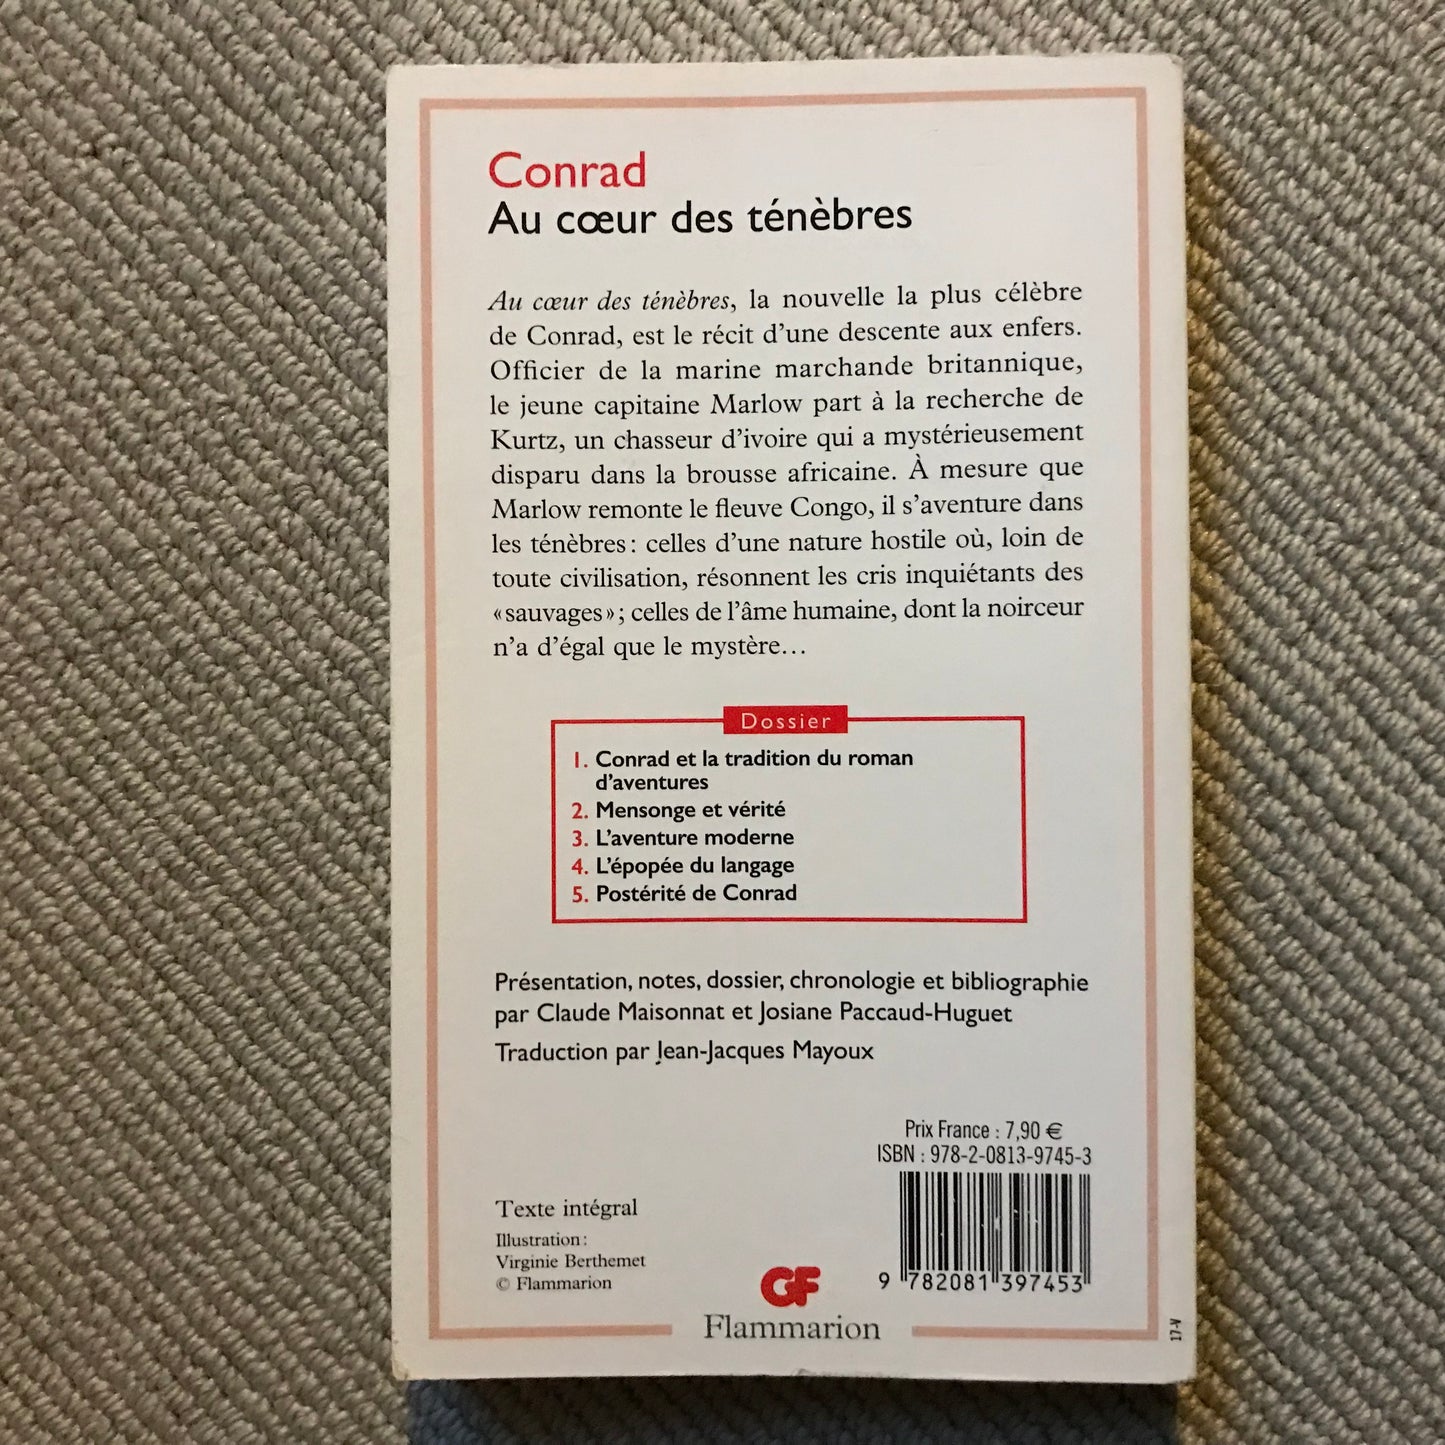 Conrad
Au cœur des ténèbres
Au cœur des ténèbres, la nouvelle la plus célèbre
de Conrad, est le récit d'une descente aux enfers.
Officier de la marine marchande britannique,
le jeune capitaine Marlow part à la recherche de
Kurtz, un chasseur d'ivoire qui a mystérieusement
disparu dans la brousse africaine. À mesure que
Marlow remonte le fleuve Congo, il s'aventure dans
les ténèbres : celles d'une nature hostile où, loin de
toute civilisation, résonnent les cris inquiétants des
« sauvages » ; celles de l'âme humaine, dont la noirceur
n'a d'égal que le mystère…
Dossier
1. Conrad et la tradition du roman
d'aventures
2. Mensonge et vérité
3. L'aventure moderne
4. L'épopée du langage
5. Postérité de Conrad
Présentation, notes, dossier, chronologie et bibliographie
par Claude Maisonnat et Josiane Paccaud-Huguet
Traduction par Jean-Jacques Mayoux
Prix France : 7,90 €
ISBN : 978-2-0813-9745-3
9 782081 397453
Texte intégral
Illustration :
Virginie Berthemet
© Flammarion
GF
Flammarion
17-V